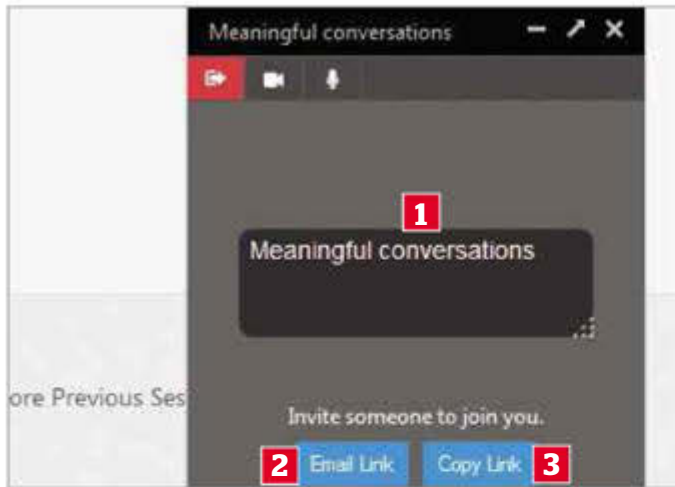 Meaningful conversations
1
Meaningful conversations
ore Previous Ses
Invite someone to join you.
2 Email Link Copy Link 3